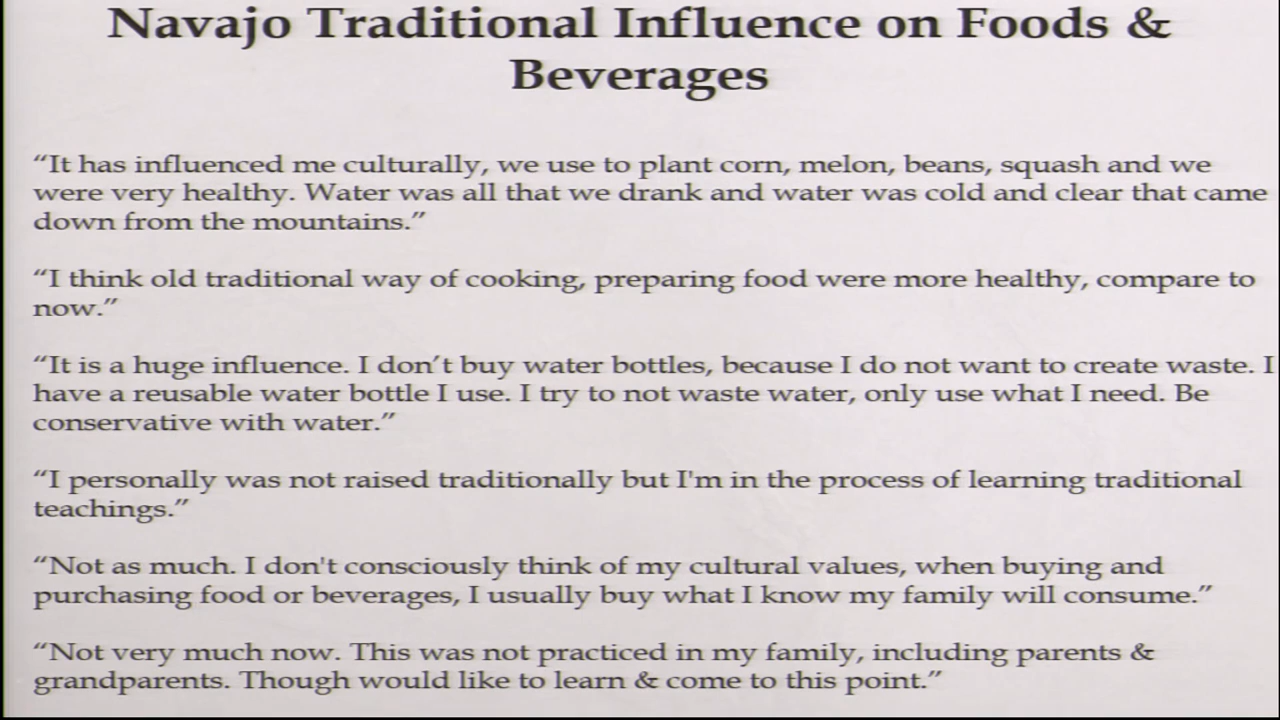 Navajo Traditional Influence on Foods &
Beverages
“It has influenced me culturally, we use to plant corn, melon, beans, squash and we
were very healthy. Water was all that we drank and water was cold and clear that came
down from the mountains.”
“I think old traditional way of cooking, preparing food were more healthy, compare to
now.”
“It is a huge influence. I don’t buy water bottles, because I do not want to create waste. I
have a reusable water bottle I use. I try to not waste water, only use what I need. Be
conservative with water.”
“I personally was not raised traditionally but I'm in the process of learning traditional
teachings.”
“Not as much. I don't consciously think of my cultural values, when buying and
purchasing food or beverages, I usually buy what I know my family will consume.”
“Not very much now. This was not practiced in my family, including parents &
grandparents. Though would like to learn & come to this point.”